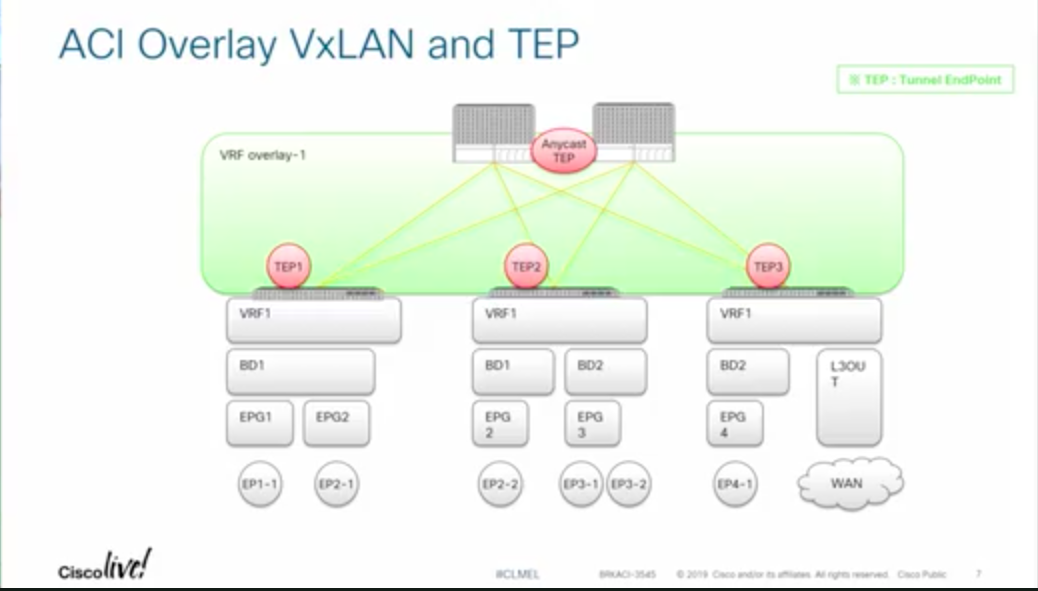 ACI Overlay VxLAN and TEP
※ TEP : Tunnel EndPoint
VRF overlay-1
Anycast
TEP
TEP1
TEP2
TEP3
VRF1
VRF1
VRF1
BD1
BD1
BD2
BD2
L3OU
T
EPG1
EPG2
EPG
2
EPG
3
EPG
4
EP1-1
EP2-1
EP2-2
EP3-1
EP3-2
EP4-1
WAN
Cisco live!
#CLMEL
BRKACI-3545
© 2019 Cisco and/or its affiliates. All rights reserved. Cisco Public
7